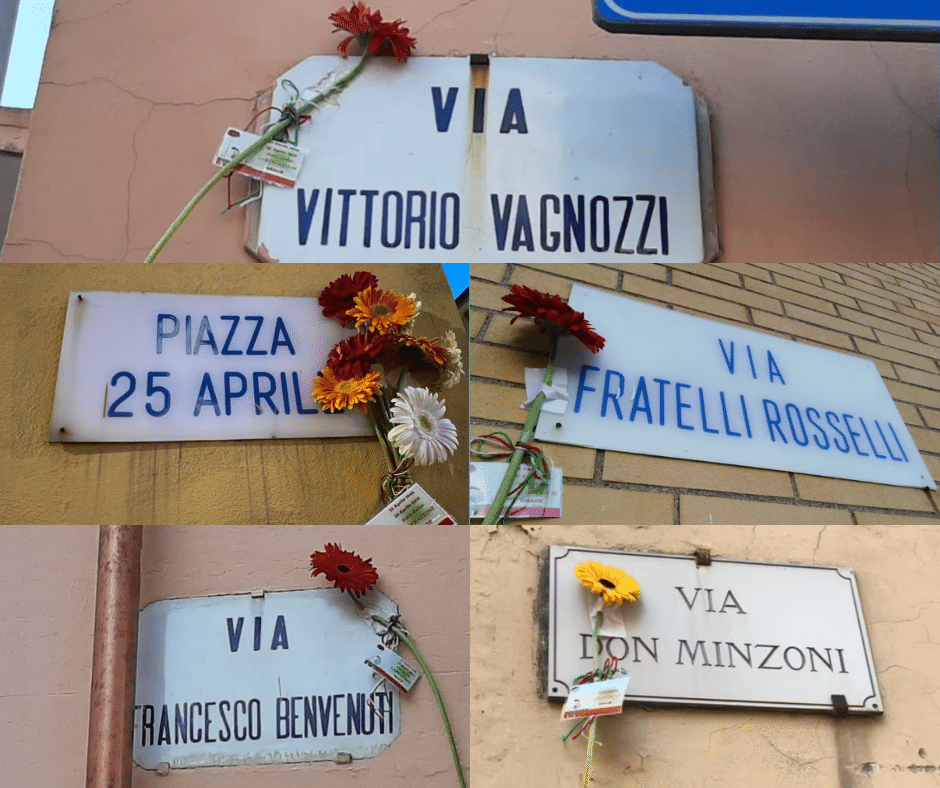 VIA
VITTORIO VAGNOZZI
PIAZZA
25 APRIL
VIA
FRATELLI ROSSELLI
VIA
FRANCESCO BENVENUTI
VIA
DON MINZONI